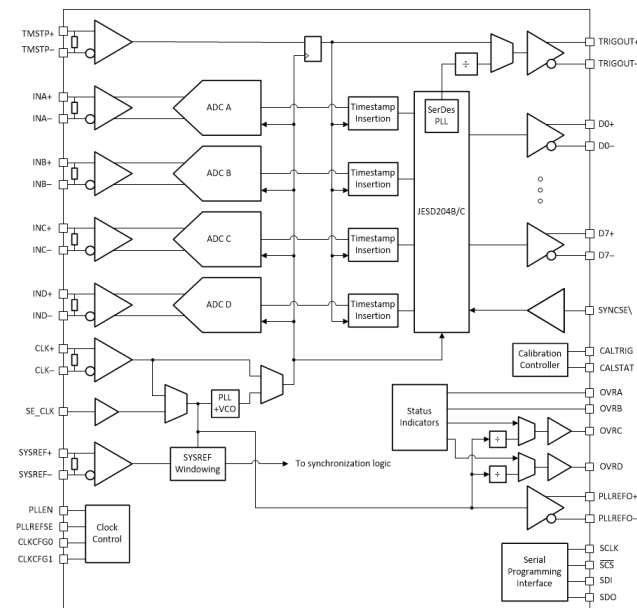 TMSTP+
TMSTP–
TRIGOUT+
TRIGOUT–
÷
INA+
INA–
ADC A
Timestamp
Insertion
SerDes
PLL
D0+
D0–
INB+
INB–
ADC B
Timestamp
Insertion
JESD204B/C
INC+
INC–
ADC C
Timestamp
Insertion
D7+
D7–
IND+
IND–
ADC D
Timestamp
Insertion
SYNCSE\
CLK+
CLK–
Calibration
Controller
CALTRIG
CALSTAT
SE_CLK
PLL
+VCO
Status
Indicators
OVRA
OVRB
OVRC
÷
OVRD
÷
SYSREF+
SYSREF–
SYSREF
Windowing
To synchronization logic
PLLREFO+
PLLREFO–
PLLEN
PLLREFSE
CLKCFG0
CLKCFG1
Clock
Control
Serial
Programming
Interface
SCLK
SCS
SDI
SDO